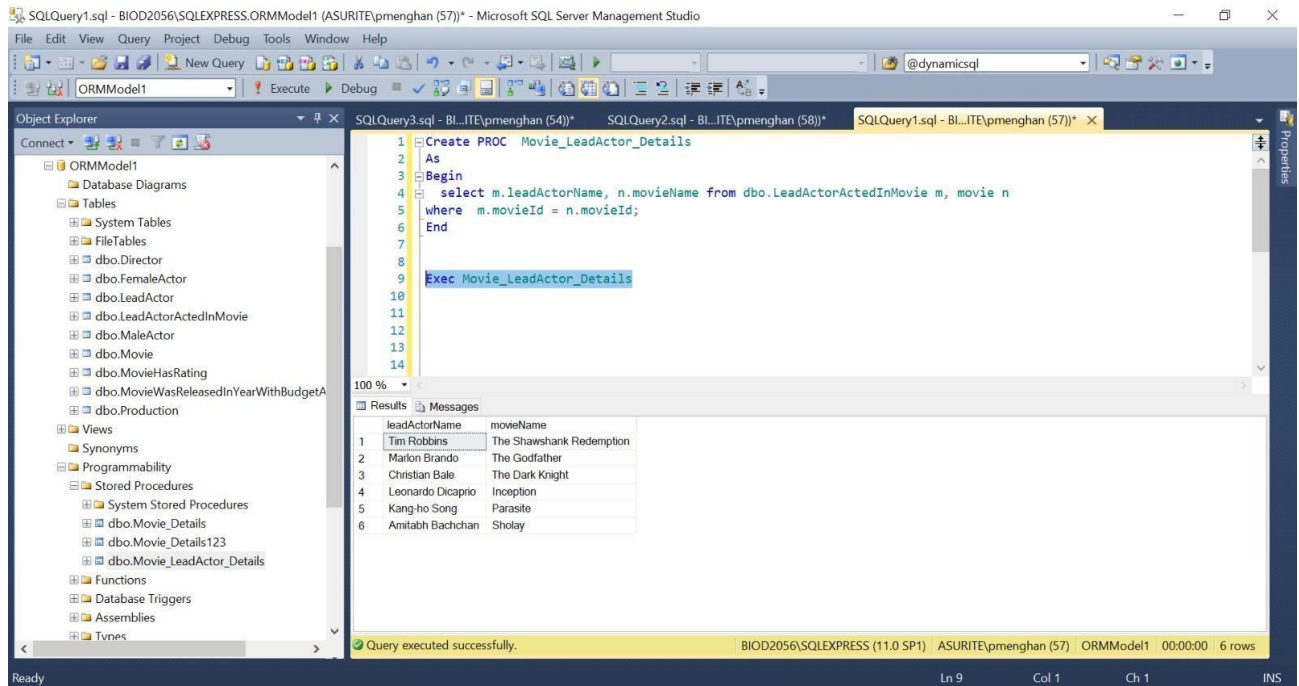 SQLQuery1.sql - BIOD2056\SQLEXPRESS.ORMModel1 (ASURITE\pmenghan (57))* - Microsoft SQL Server Management Studio
File Edit View Query Project Debug Tools Window Help
New Query @dynamicsql
ORMModel1 Execute Debug
Object Explorer
Connect
ORMModel1
Database Diagrams
Tables
System Tables
FileTables
dbo.Director
dbo.FemaleActor
dbo.LeadActor
dbo.LeadActorActedInMovie
dbo.MaleActor
dbo.Movie
dbo.MovieHasRating
dbo.MovieWasReleasedInYearWithBudgetA
dbo.Production
Views
Synonyms
Programmability
Stored Procedures
System Stored Procedures
dbo.Movie_Details
dbo.Movie_Details123
dbo.Movie_LeadActor_Details
Functions
Database Triggers
Assemblies
Types
SQLQuery3.sql - BI...ITE\pmenghan (54))* SQLQuery2.sql - BI...ITE\pmenghan (58))* SQLQuery1.sql - BI...ITE\pmenghan (57))*
1 Create PROC Movie_LeadActor_Details
2 As
3 Begin
4 select m.leadActorName, n.movieName from dbo.LeadActorActedInMovie m, movie n
5 where m.movieId = n.movieId;
6 End
7
8
9 Exec Movie_LeadActor_Details
10
11
12
13
14
100 %
Results Messages
leadActorName movieName
1 Tim Robbins The Shawshank Redemption
2 Marlon Brando The Godfather
3 Christian Bale The Dark Knight
4 Leonardo Dicaprio Inception
5 Kang-ho Song Parasite
6 Amitabh Bachchan Sholay
Query executed successfully. BIOD2056\SQLEXPRESS (11.0 SP1) ASURITE\pmenghan (57) ORMModel1 00:00:00 6 rows
Properties
Ready Ln 9 Col 1 Ch 1 INS